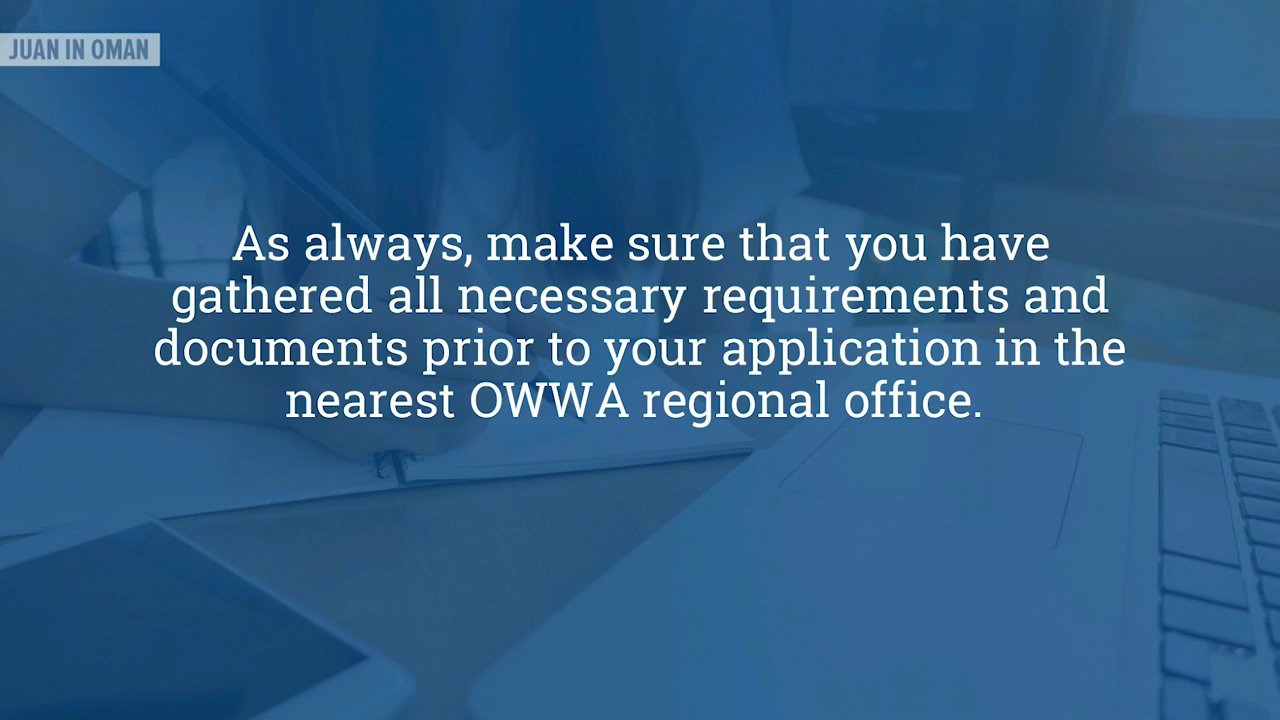 JUAN IN OMAN
As always, make sure that you have
gathered all necessary requirements and
documents prior to your application in the
nearest OWWA regional office.